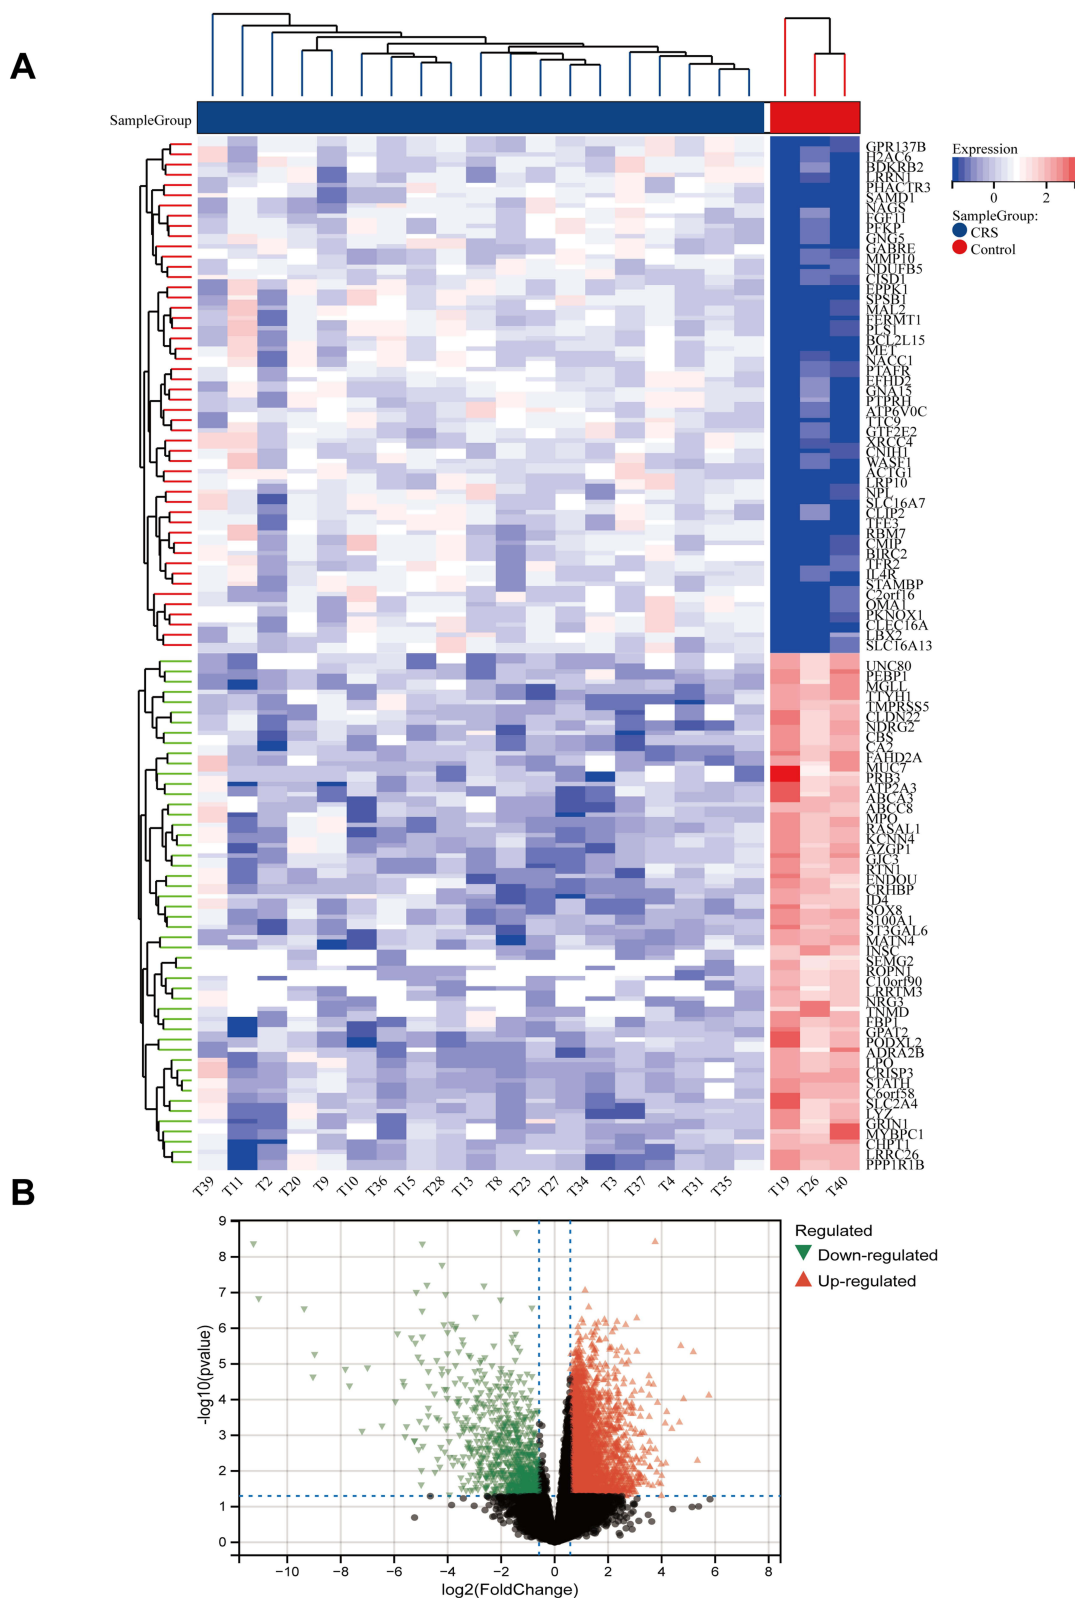 A
SampleGroup
GPR137B
H2AC6
BDKRB2
LRRN1
PHACTR3
SAMD1
NAGS
FGF11
PFKP
GNG5
GABRE
MMP10
NDUFB5
CISD1
EPPK1
SPSB1
MAL2
FERMT1
PLS1
BCL2L15
MET
NACC1
PTAFR
EFHD2
GNA15
PTPRH
ATP6V0C
TTC9
GTF2E2
XRCC4
CNIH1
WASF1
ACTG1
LRP10
NPL
SLC16A7
CLIP2
TFE3
RBM7
CMIP
BIRC2
TFR2
IL4R
STAMBP
C2orf16
OMA1
PKNOX1
CLEC16A
LBX2
SLC16A13
UNC80
PEBP1
MGLL
TTYH1
TMPRSS5
CLDN22
NDRG2
CBS
CA2
FAHD2A
MUC7
PRB3
ATP2A3
ABCA3
ABCC8
MPO
RASAL1
KCNN4
AZGP1
GJC3
RTN1
ENDOU
CRHBP
ID4
SOX8
S100A1
ST3GAL6
MATN4
INSC
SEMG2
ROPN1
C10orf90
LRRTM3
NRG3
TNMD
FBP1
GPAT2
PODXL2
ADRA2B
LPO
CRISP3
STATH
C6orf58
SLC2A4
LYZ
GRIN1
MYBPC1
CHPT1
LRRC26
PPP1R1B
Expression
0 2
SampleGroup:
CRS
Control
T39 T11 T2 T20 T9 T10 T36 T15 T28 T13 T8 T23 T27 T34 T3 T37 T4 T31 T35 T19 T26 T40
B
9
8
7
6
5
4
3
2
1
0
-log10(pvalue)
−10 −8 −6 −4 −2 0 2 4 6 8
log2(FoldChange)
Regulated
Down-regulated
Up-regulated